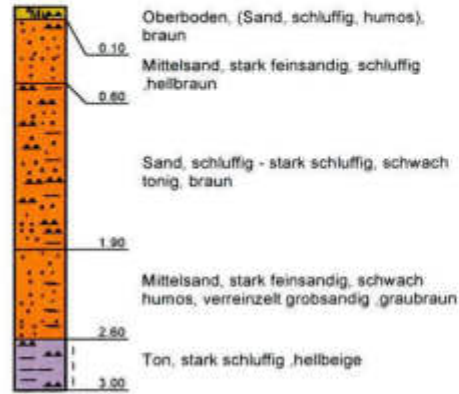 Oberboden, (Sand, schluffig, humos),
braun
0.10
Mittelsand, stark feinsandig, schluffig
,hellbraun
0.60
Sand, schluffig - stark schluffig, schwach
tonig, braun
1.90
Mittelsand, stark feinsandig, schwach
humos, verreinzelt grobsandig ,graubraun
2.60
Ton, stark schluffig ,hellbeige
3.00